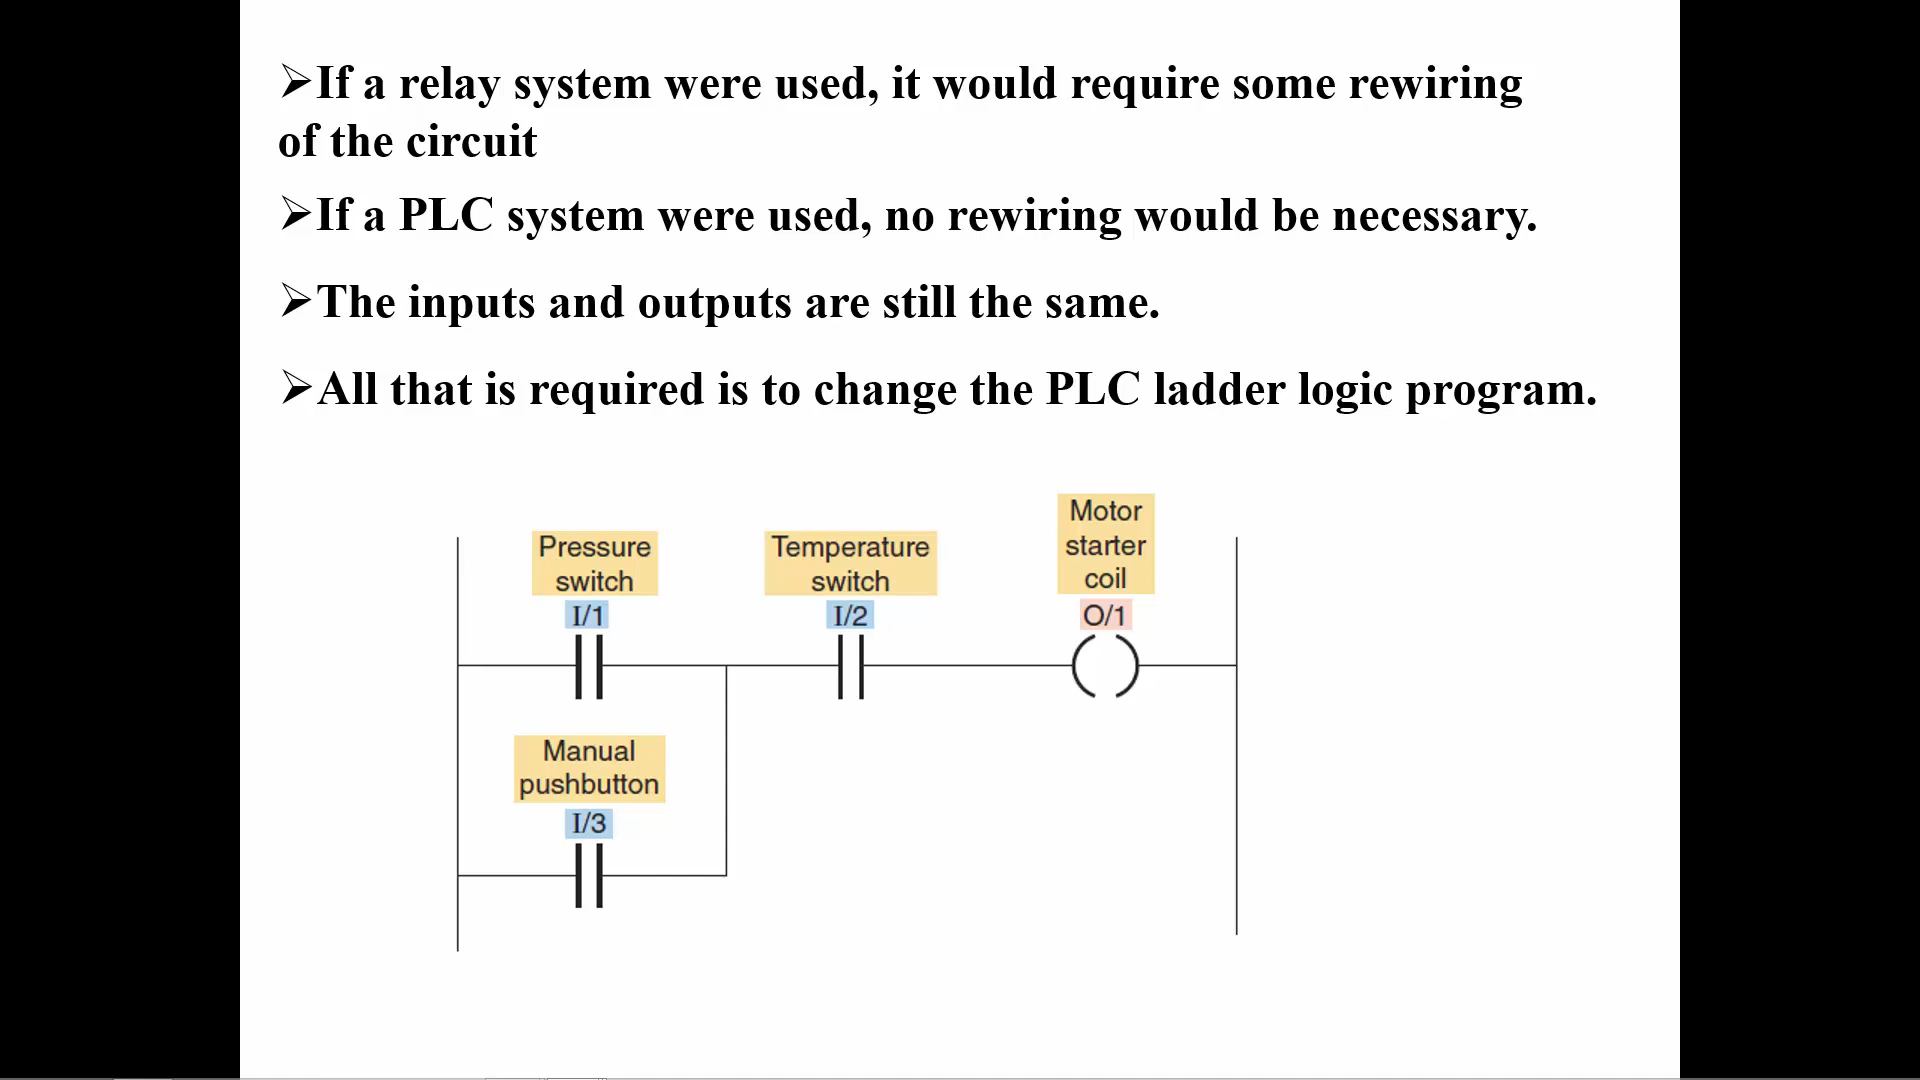 ➢If a relay system were used, it would require some rewiring
of the circuit
➢If a PLC system were used, no rewiring would be necessary.
➢The inputs and outputs are still the same.
➢All that is required is to change the PLC ladder logic program.
Pressure
switch
I/1
Temperature
switch
I/2
Motor
starter
coil
O/1
Manual
pushbutton
I/3